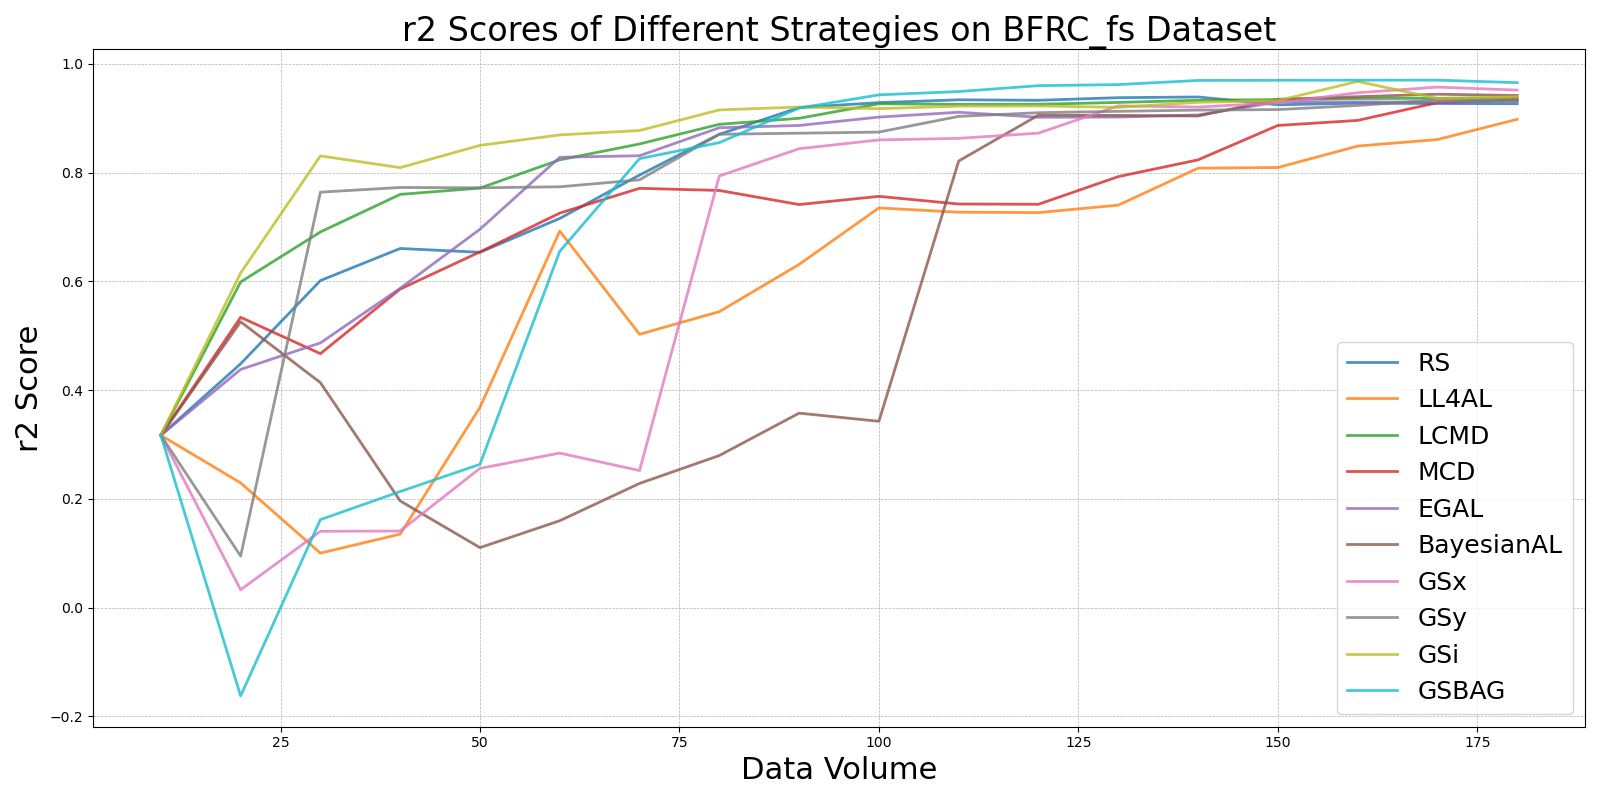 r2 Scores of Different Strategies on BFRC_fs Dataset
r2 Score
1.0
0.8
0.6
0.4
0.2
0.0
−0.2
25
50
75
100
125
150
175
Data Volume
RS
LL4AL
LCMD
MCD
EGAL
BayesianAL
GSx
GSy
GSi
GSBAG